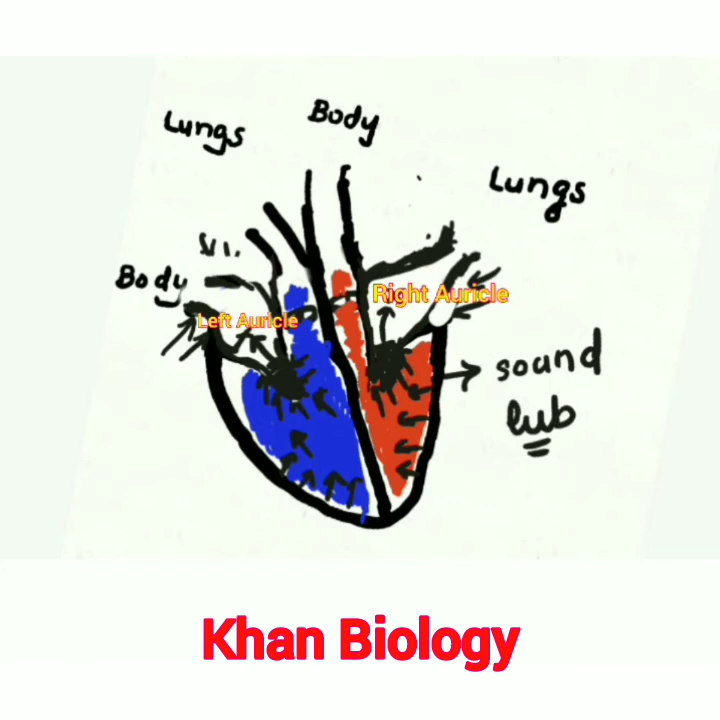 Lungs
Body
Lungs
Body
Left Auricle
Right Auricle
sound
lub
Khan Biology